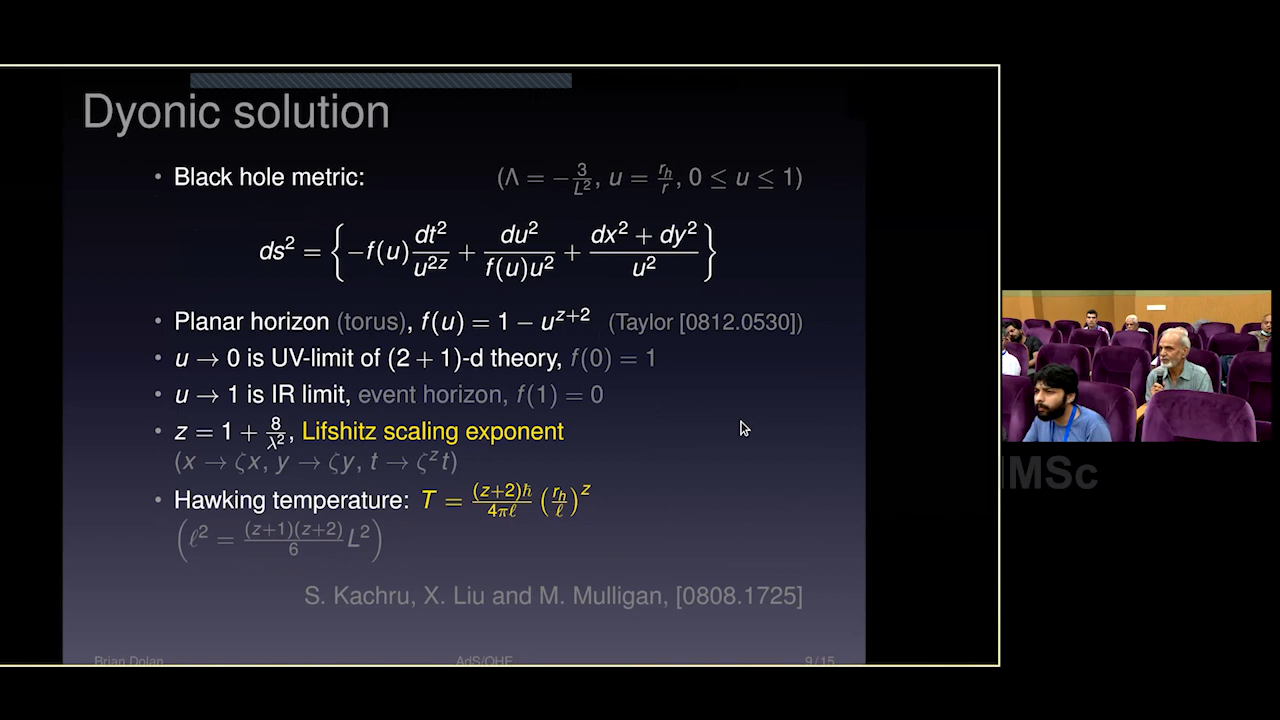 Dyonic solution
• Black hole metric: (Λ = −3/L², u = r_h/r, 0 ≤ u ≤ 1)
ds² = {−f(u) dt²/u^{2z} + du²/(f(u)u²) + (dx² + dy²)/u²}
• Planar horizon (torus), f(u) = 1 − u^{z+2} (Taylor [0812.0530])
• u → 0 is UV-limit of (2 + 1)-d theory, f(0) = 1
• u → 1 is IR limit, event horizon, f(1) = 0
• z = 1 + 8/λ², Lifshitz scaling exponent
(x → ζx, y → ζy, t → ζ^z t)
• Hawking temperature: T = (z+2)ħ/4πℓ (r_h/ℓ)^z
(ℓ² = (z+1)(z+2)/6 L²)
S. Kachru, X. Liu and M. Mulligan, [0808.1725]
Brian Dolan AdS/QHE 9/15
IMSc